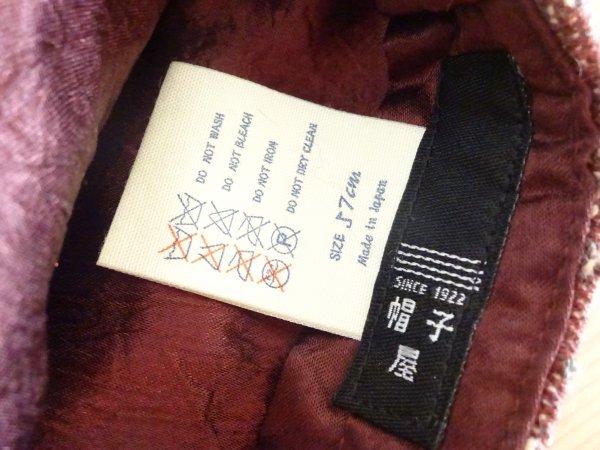 DO NOT WASH
DO NOT BLEACH
DO NOT IRON
DO NOT DRY CLEAN
SIZE 57cm
Made in Japan
SINCE 1922
帽子